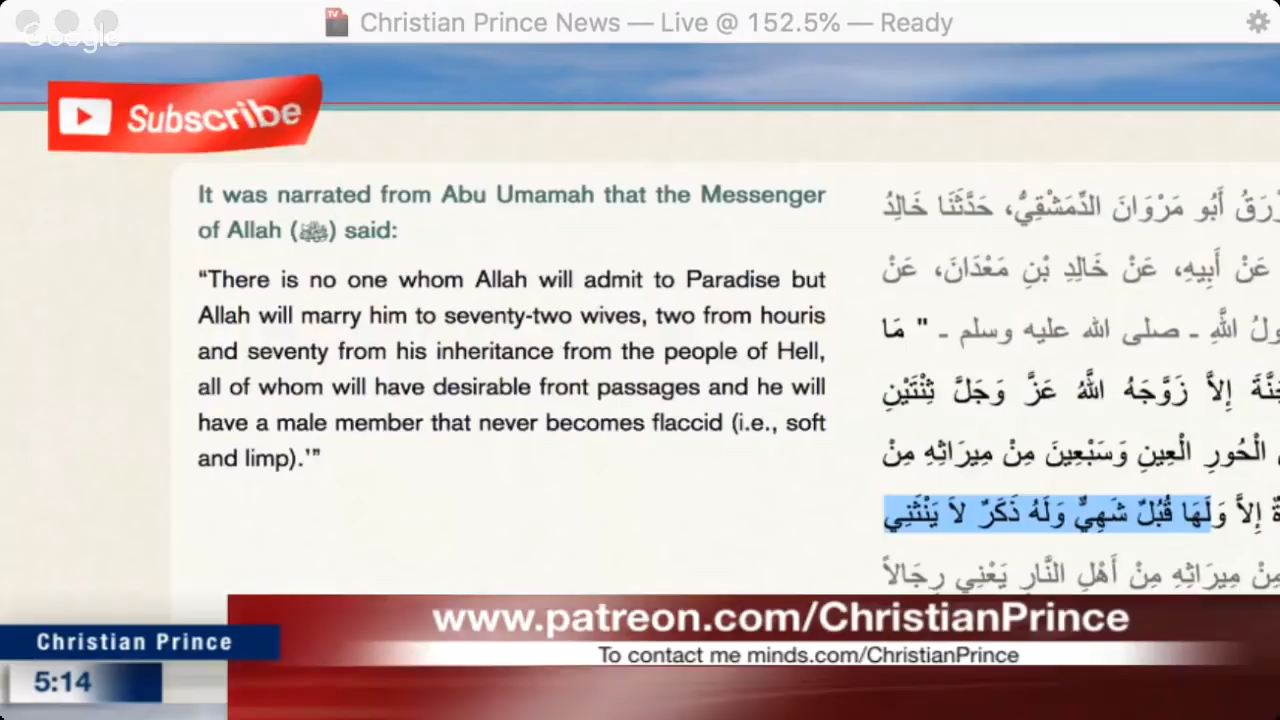 Christian Prince News — Live @ 152.5% — Ready
Google
Subscribe
It was narrated from Abu Umamah that the Messenger
of Allah (ﷺ) said:
“There is no one whom Allah will admit to Paradise but
Allah will marry him to seventy-two wives, two from houris
and seventy from his inheritance from the people of Hell,
all of whom will have desirable front passages and he will
have a male member that never becomes flaccid (i.e., soft
and limp).’”
أَبُو مَرْوَانَ الدِّمَشْقِيُّ، حَدَّثَنَا خَالِدُ
عَنْ أَبِيهِ، عَنْ خَالِدِ بْنِ مَعْدَانَ، عَنْ
اللَّهِ ـ صلى الله عليه وسلم ـ " مَا
إِلاَّ زَوَّجَهُ اللَّهُ عَزَّ وَجَلَّ ثِنْتَيْنِ
الْحُورِ الْعِينِ وَسَبْعِينَ مِنْ مِيرَاثِهِ مِنْ
إِلاَّ وَلَهَا قُبُلٌ شَهِيٌّ وَلَهُ ذَكَرٌ لاَ يَنْثَنِي
مِنْ مِيرَاثِهِ مِنْ أَهْلِ النَّارِ يَعْنِي رِجَالاً
www.patreon.com/ChristianPrince
To contact me minds.com/ChristianPrince
Christian Prince
5:14